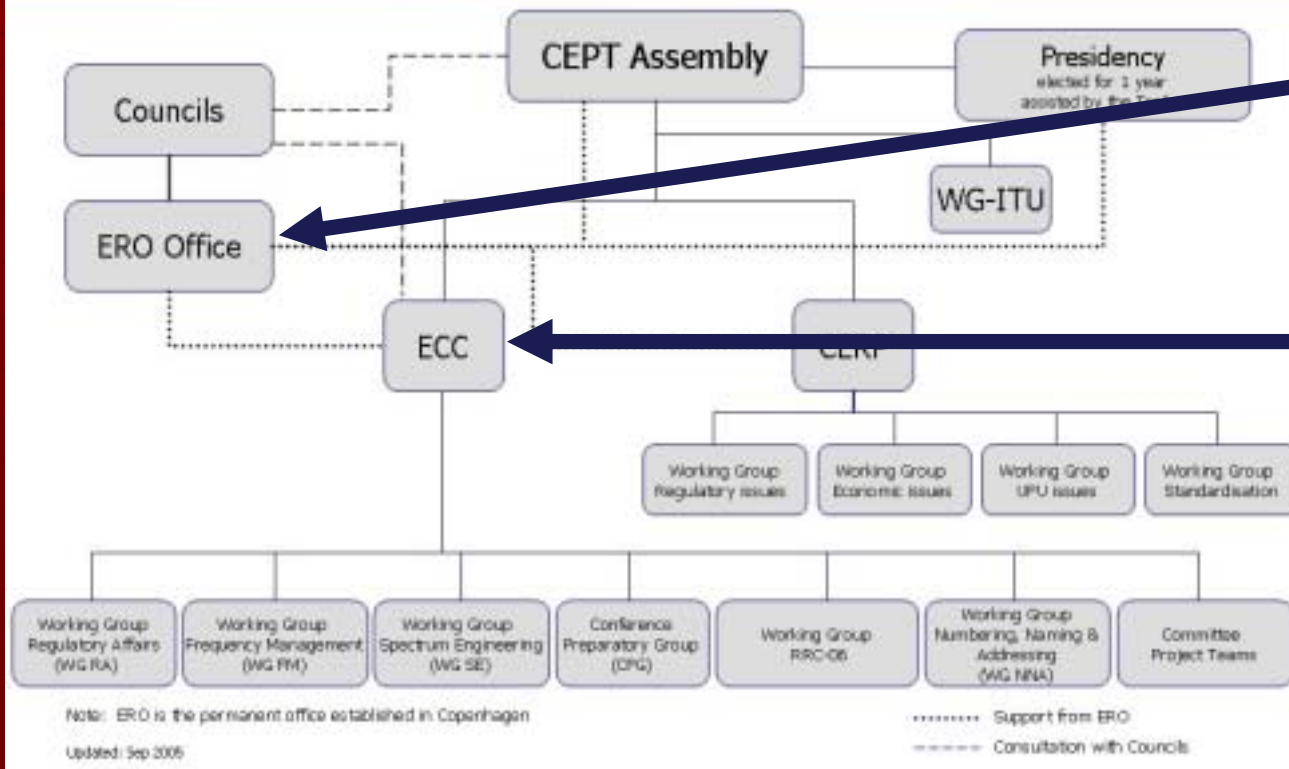 CEPT Assembly
Presidency
elected for 1 year
assisted by the
Councils
WG-ITU
ERO Office
ECC
CERP
Working Group
Regulatory issues
Working Group
Economic issues
Working Group
UPU issues
Working Group
Standardisation
Working Group
Regulatory Affairs
(WG RA)
Working Group
Frequency Management
(WG FM)
Working Group
Spectrum Engineering
(WG SE)
Conference
Preparatory Group
(CPG)
Working Group
RRC-06
Working Group
Numbering, Naming &
Addressing
(WG NNA)
Committee
Project Teams
Note: ERO is the permanent office established in Copenhagen
Support from ERO
Updated: Sep 2005
Consultation with Councils